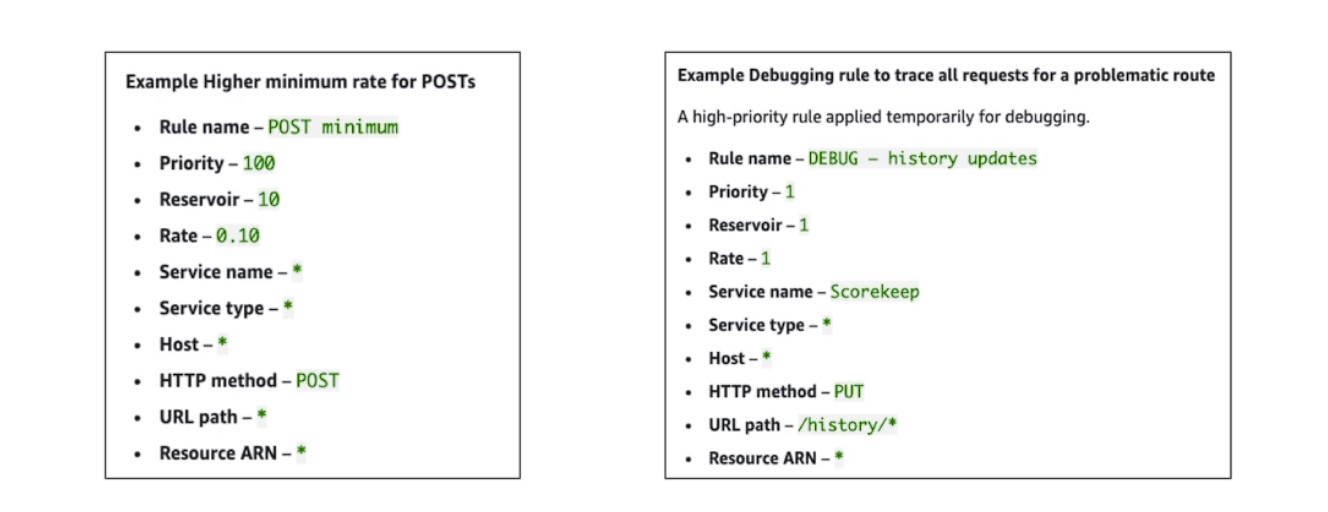 Example Higher minimum rate for POSTs
• Rule name – POST minimum
• Priority – 100
• Reservoir – 10
• Rate – 0.10
• Service name – *
• Service type – *
• Host – *
• HTTP method – POST
• URL path – *
• Resource ARN – *
Example Debugging rule to trace all requests for a problematic route
A high-priority rule applied temporarily for debugging.
• Rule name – DEBUG – history updates
• Priority – 1
• Reservoir – 1
• Rate – 1
• Service name – Scorekeep
• Service type – *
• Host – *
• HTTP method – PUT
• URL path – /history/*
• Resource ARN – *